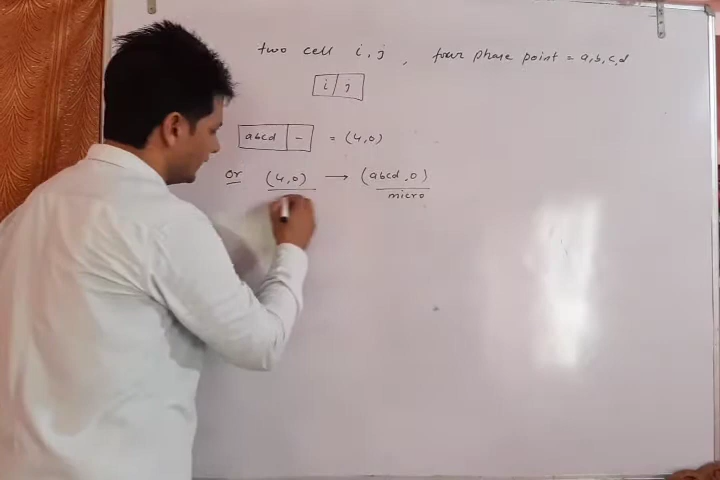 two cell i, j , four phase point = a, b, c, d
i j
abcd - = (4,0)
Or (4,0) → (abcd, 0)
micro